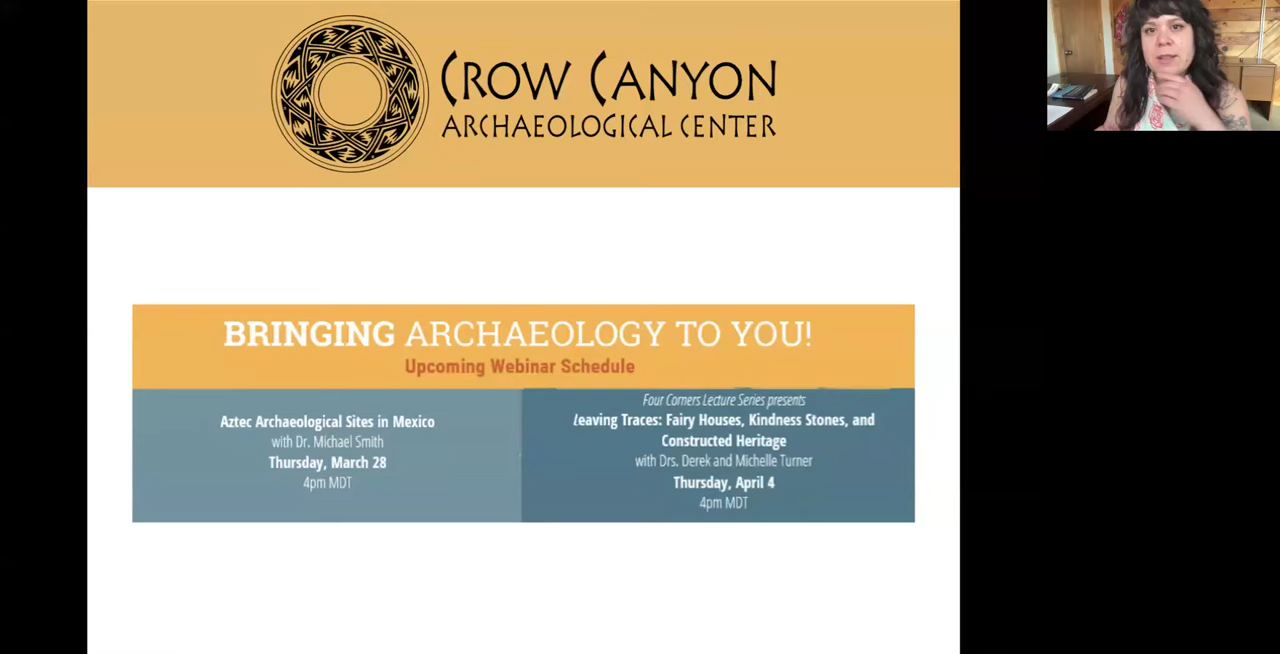 CROW CANYON
ARCHAEOLOGICAL CENTER
BRINGING ARCHAEOLOGY TO YOU!
Upcoming Webinar Schedule
Aztec Archaeological Sites in Mexico
with Dr. Michael Smith
Thursday, March 28
4pm MDT
Four Corners Lecture Series presents
Leaving Traces: Fairy Houses, Kindness Stones, and
Constructed Heritage
with Drs. Derek and Michelle Turner
Thursday, April 4
4pm MDT